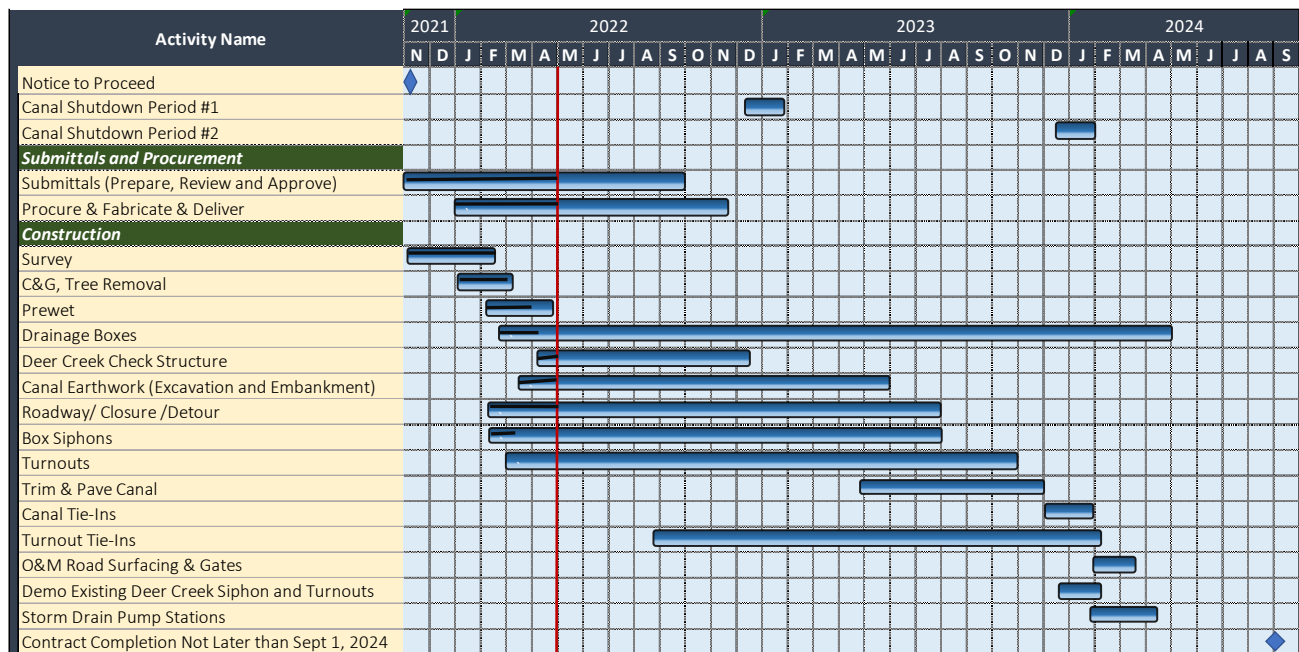 Activity Name
2021 2022 2023 2024
N D J F M A M J J A S O N D J F M A M J J A S O N D J F M A M J J A S
Notice to Proceed
Canal Shutdown Period #1
Canal Shutdown Period #2
Submittals and Procurement
Submittals (Prepare, Review and Approve)
Procure & Fabricate & Deliver
Construction
Survey
C&G, Tree Removal
Prewet
Drainage Boxes
Deer Creek Check Structure
Canal Earthwork (Excavation and Embankment)
Roadway/ Closure /Detour
Box Siphons
Turnouts
Trim & Pave Canal
Canal Tie-Ins
Turnout Tie-Ins
O&M Road Surfacing & Gates
Demo Existing Deer Creek Siphon and Turnouts
Storm Drain Pump Stations
Contract Completion Not Later than Sept 1, 2024